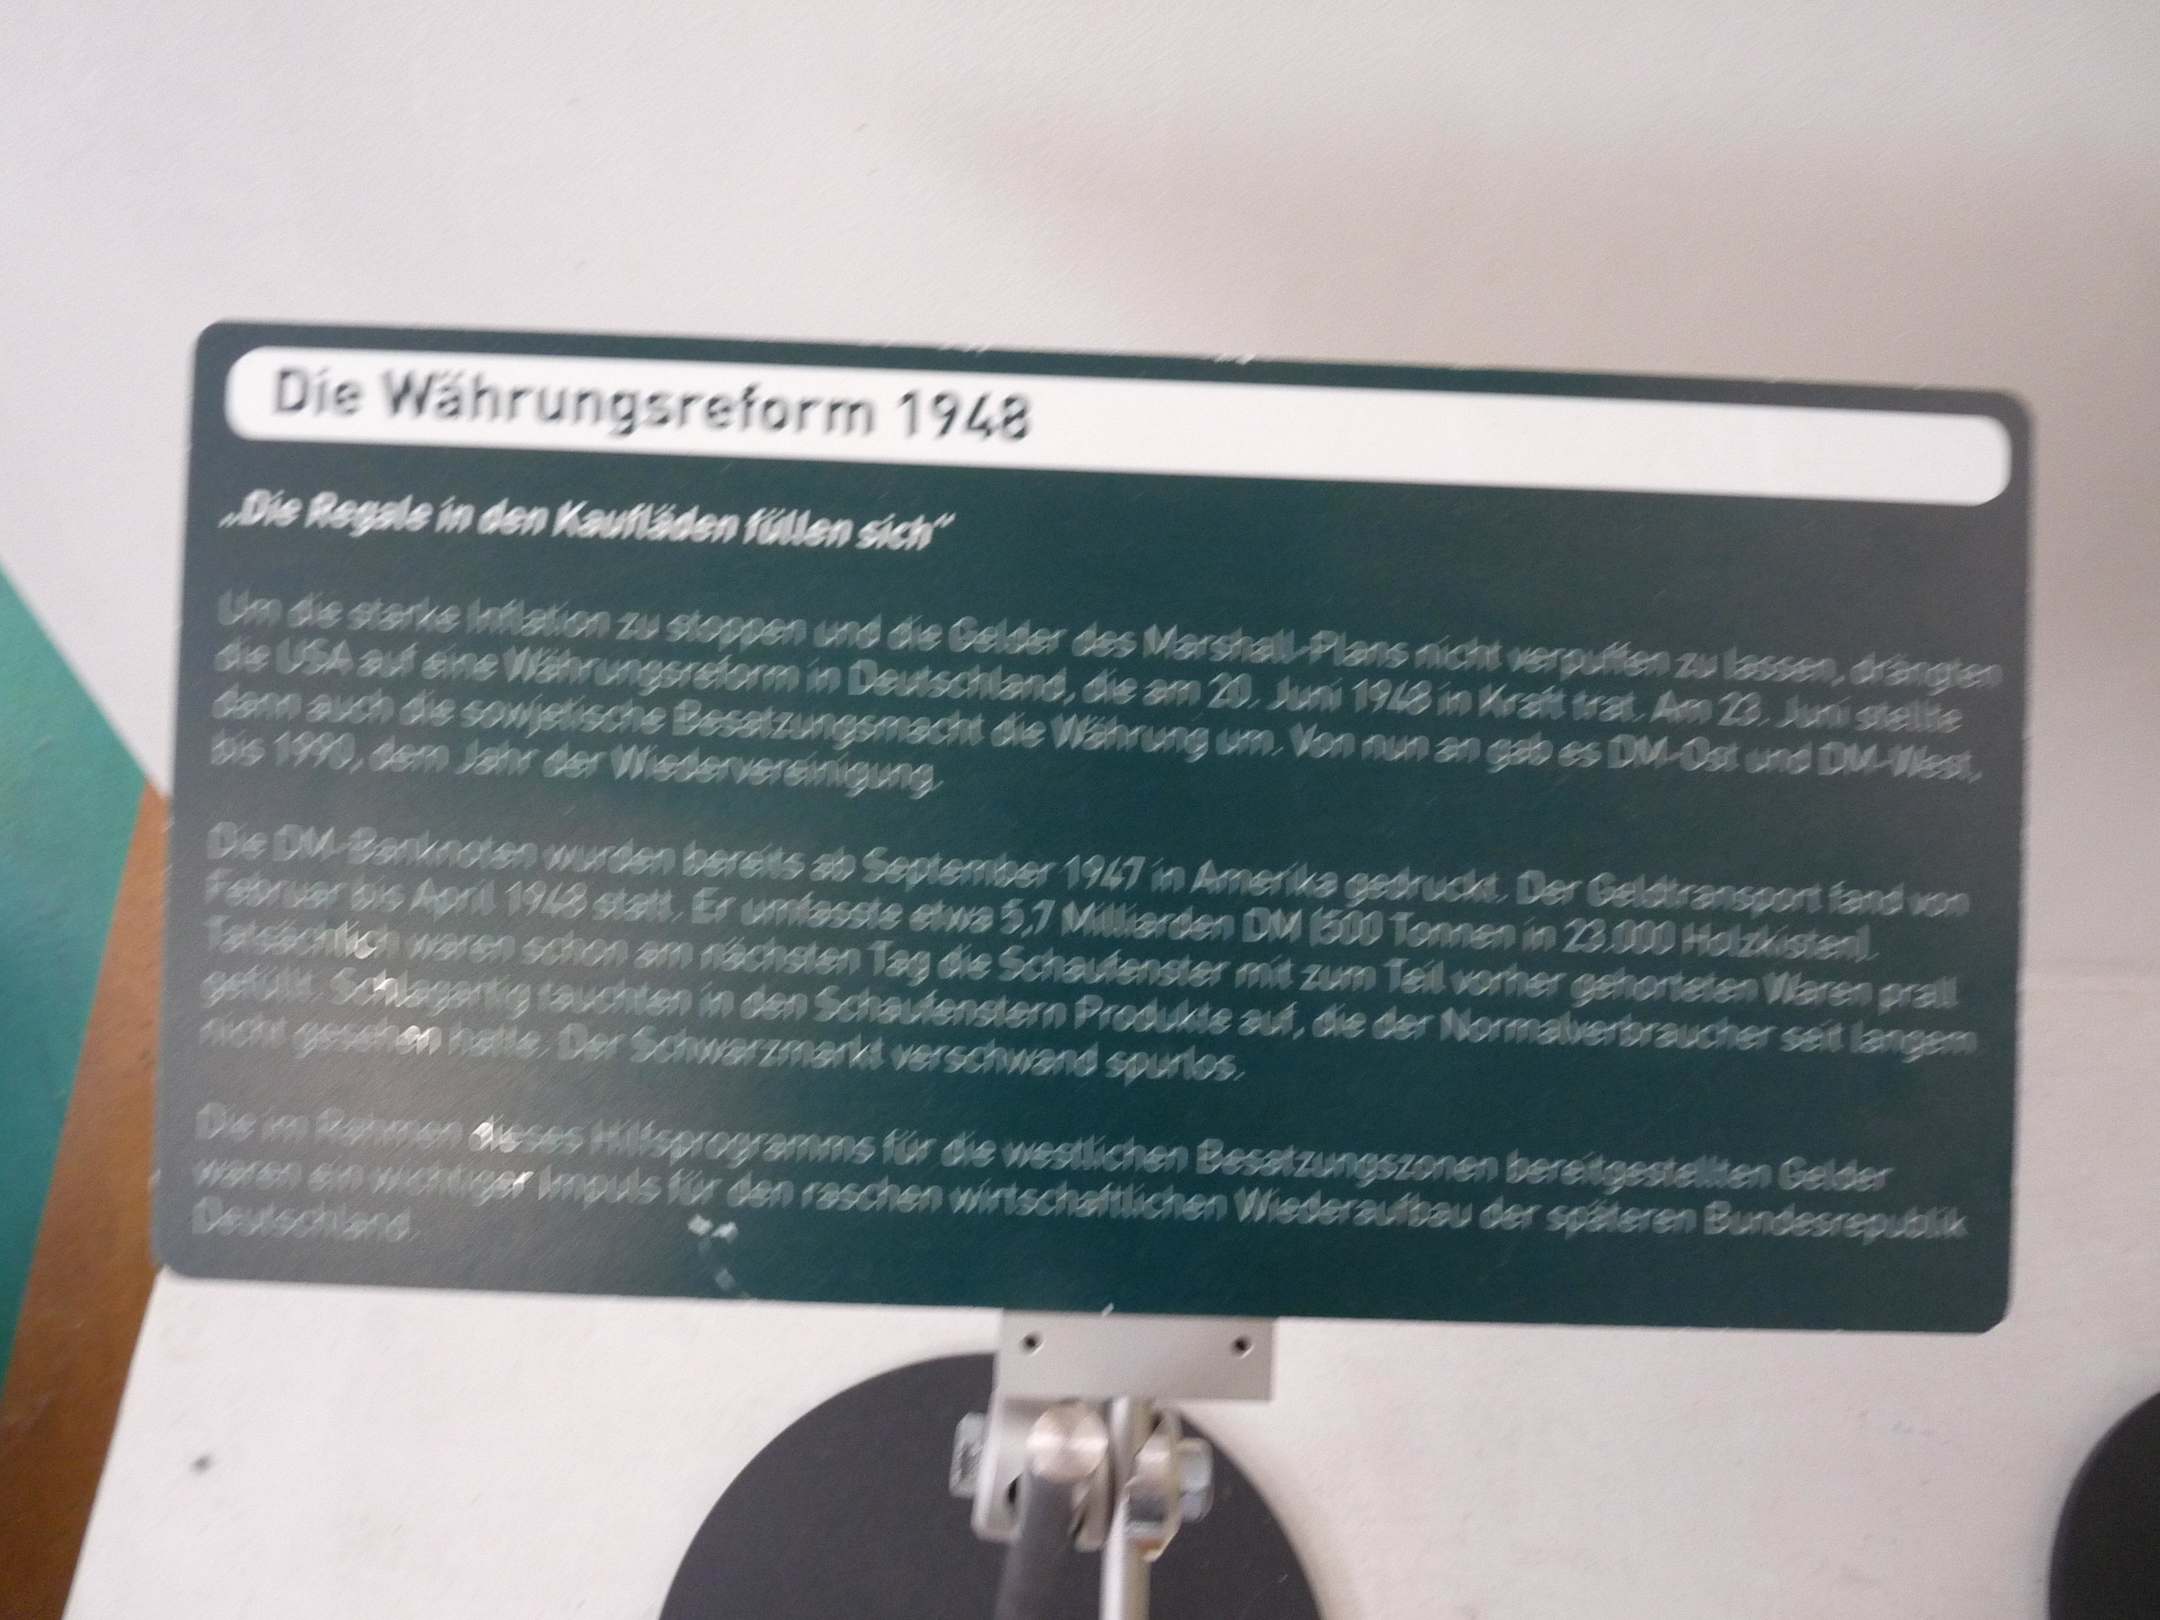 Die Währungsreform 1948
„Die Regale in den Kaufläden füllen sich“
Um die starke Inflation zu stoppen und die Gelder des Marshall-Plans nicht verpuffen zu lassen, drängten
die USA auf eine Währungsreform in Deutschland, die am 20. Juni 1948 in Kraft trat. Am 23. Juni stellte
dann auch die sowjetische Besatzungsmacht die Währung um. Von nun an gab es DM-Ost und DM-West,
bis 1990, dem Jahr der Wiedervereinigung.
Die DM-Banknoten wurden bereits ab September 1947 in Amerika gedruckt. Der Geldtransport fand von
Februar bis April 1948 statt. Er umfasste etwa 5,7 Milliarden DM (500 Tonnen in 23.000 Holzkisten).
Tatsächlich waren schon am nächsten Tag die Schaufenster mit zum Teil vorher gehorteten Waren prall
gefüllt. Schlagartig tauchten in den Schaufenstern Produkte auf, die der Normalverbraucher seit langem
nicht gesehen hatte. Der Schwarzmarkt verschwand spurlos.
Die im Rahmen dieses Hilfsprogramms für die westlichen Besatzungszonen bereitgestellten Gelder
waren ein wichtiger Impuls für den raschen wirtschaftlichen Wiederaufbau der späteren Bundesrepublik
Deutschland.